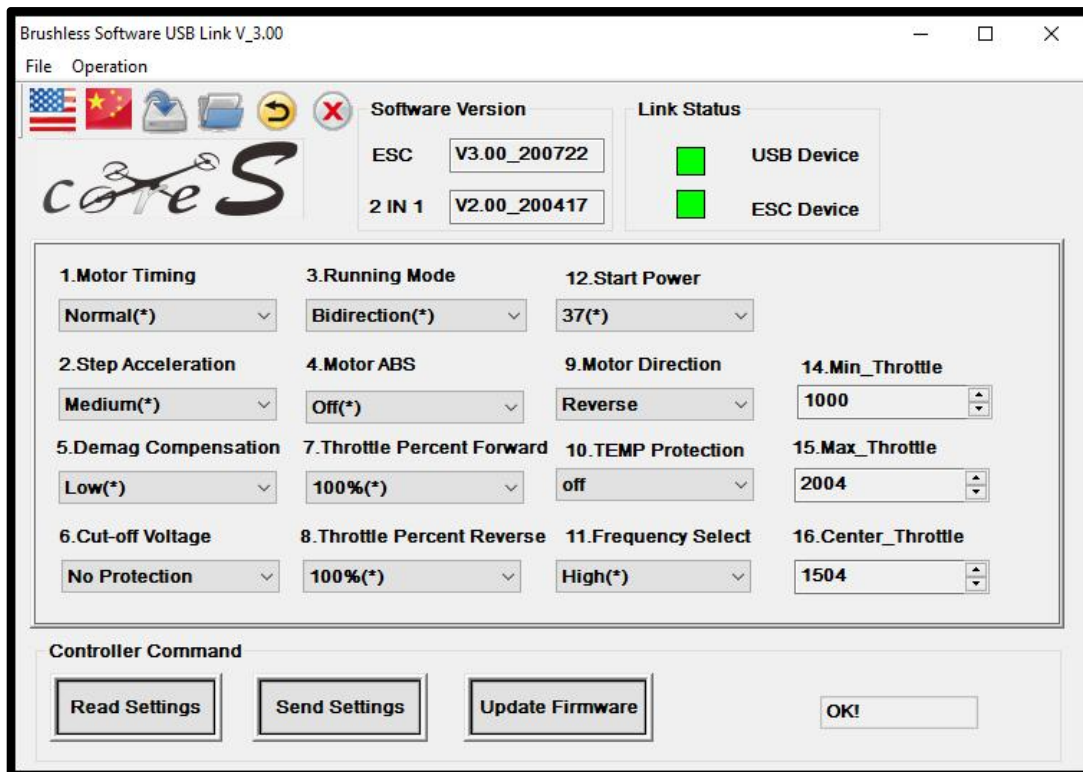 Brushless Software USB Link V_3.00
File Operation
Software Version
Link Status
ESC V3.00_200722
USB Device
2 IN 1 V2.00_200417
ESC Device
core S
1.Motor Timing 3.Running Mode 12.Start Power
Normal(*) Bidirection(*) 37(*)
2.Step Acceleration 4.Motor ABS 9.Motor Direction 14.Min_Throttle
Medium(*) Off(*) Reverse 1000
5.Demag Compensation 7.Throttle Percent Forward 10.TEMP Protection 15.Max_Throttle
Low(*) 100%(*) off 2004
6.Cut-off Voltage 8.Throttle Percent Reverse 11.Frequency Select 16.Center_Throttle
No Protection 100%(*) High(*) 1504
Controller Command
Read Settings Send Settings Update Firmware OK!